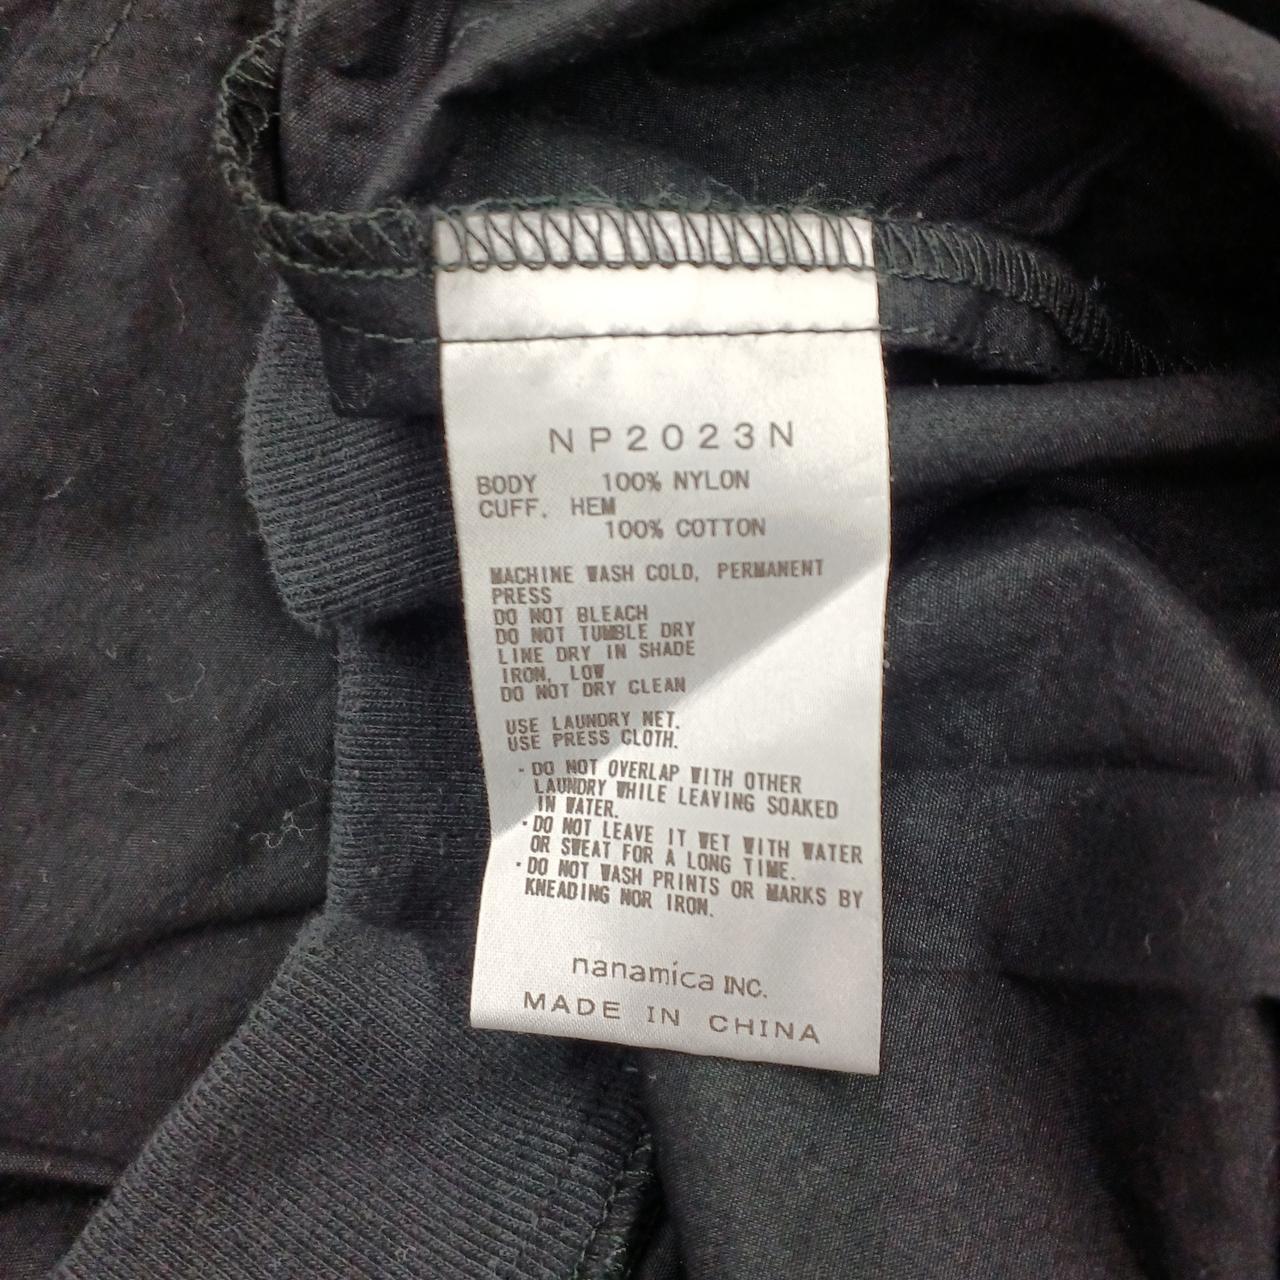 NP2023N
BODY 100% NYLON
CUFF. HEM
100% COTTON
MACHINE WASH COLD, PERMANENT
PRESS
DO NOT BLEACH
DO NOT TUMBLE DRY
LINE DRY IN SHADE
IRON, LOW
DO NOT DRY CLEAN
USE LAUNDRY NET.
USE PRESS CLOTH.
・DO NOT OVERLAP WITH OTHER
LAUNDRY WHILE LEAVING SOAKED
IN WATER.
・DO NOT LEAVE IT WET WITH WATER
OR SWEAT FOR A LONG TIME.
・DO NOT WASH PRINTS OR MARKS BY
KNEADING NOR IRON.
nanamica INC.
MADE IN CHINA